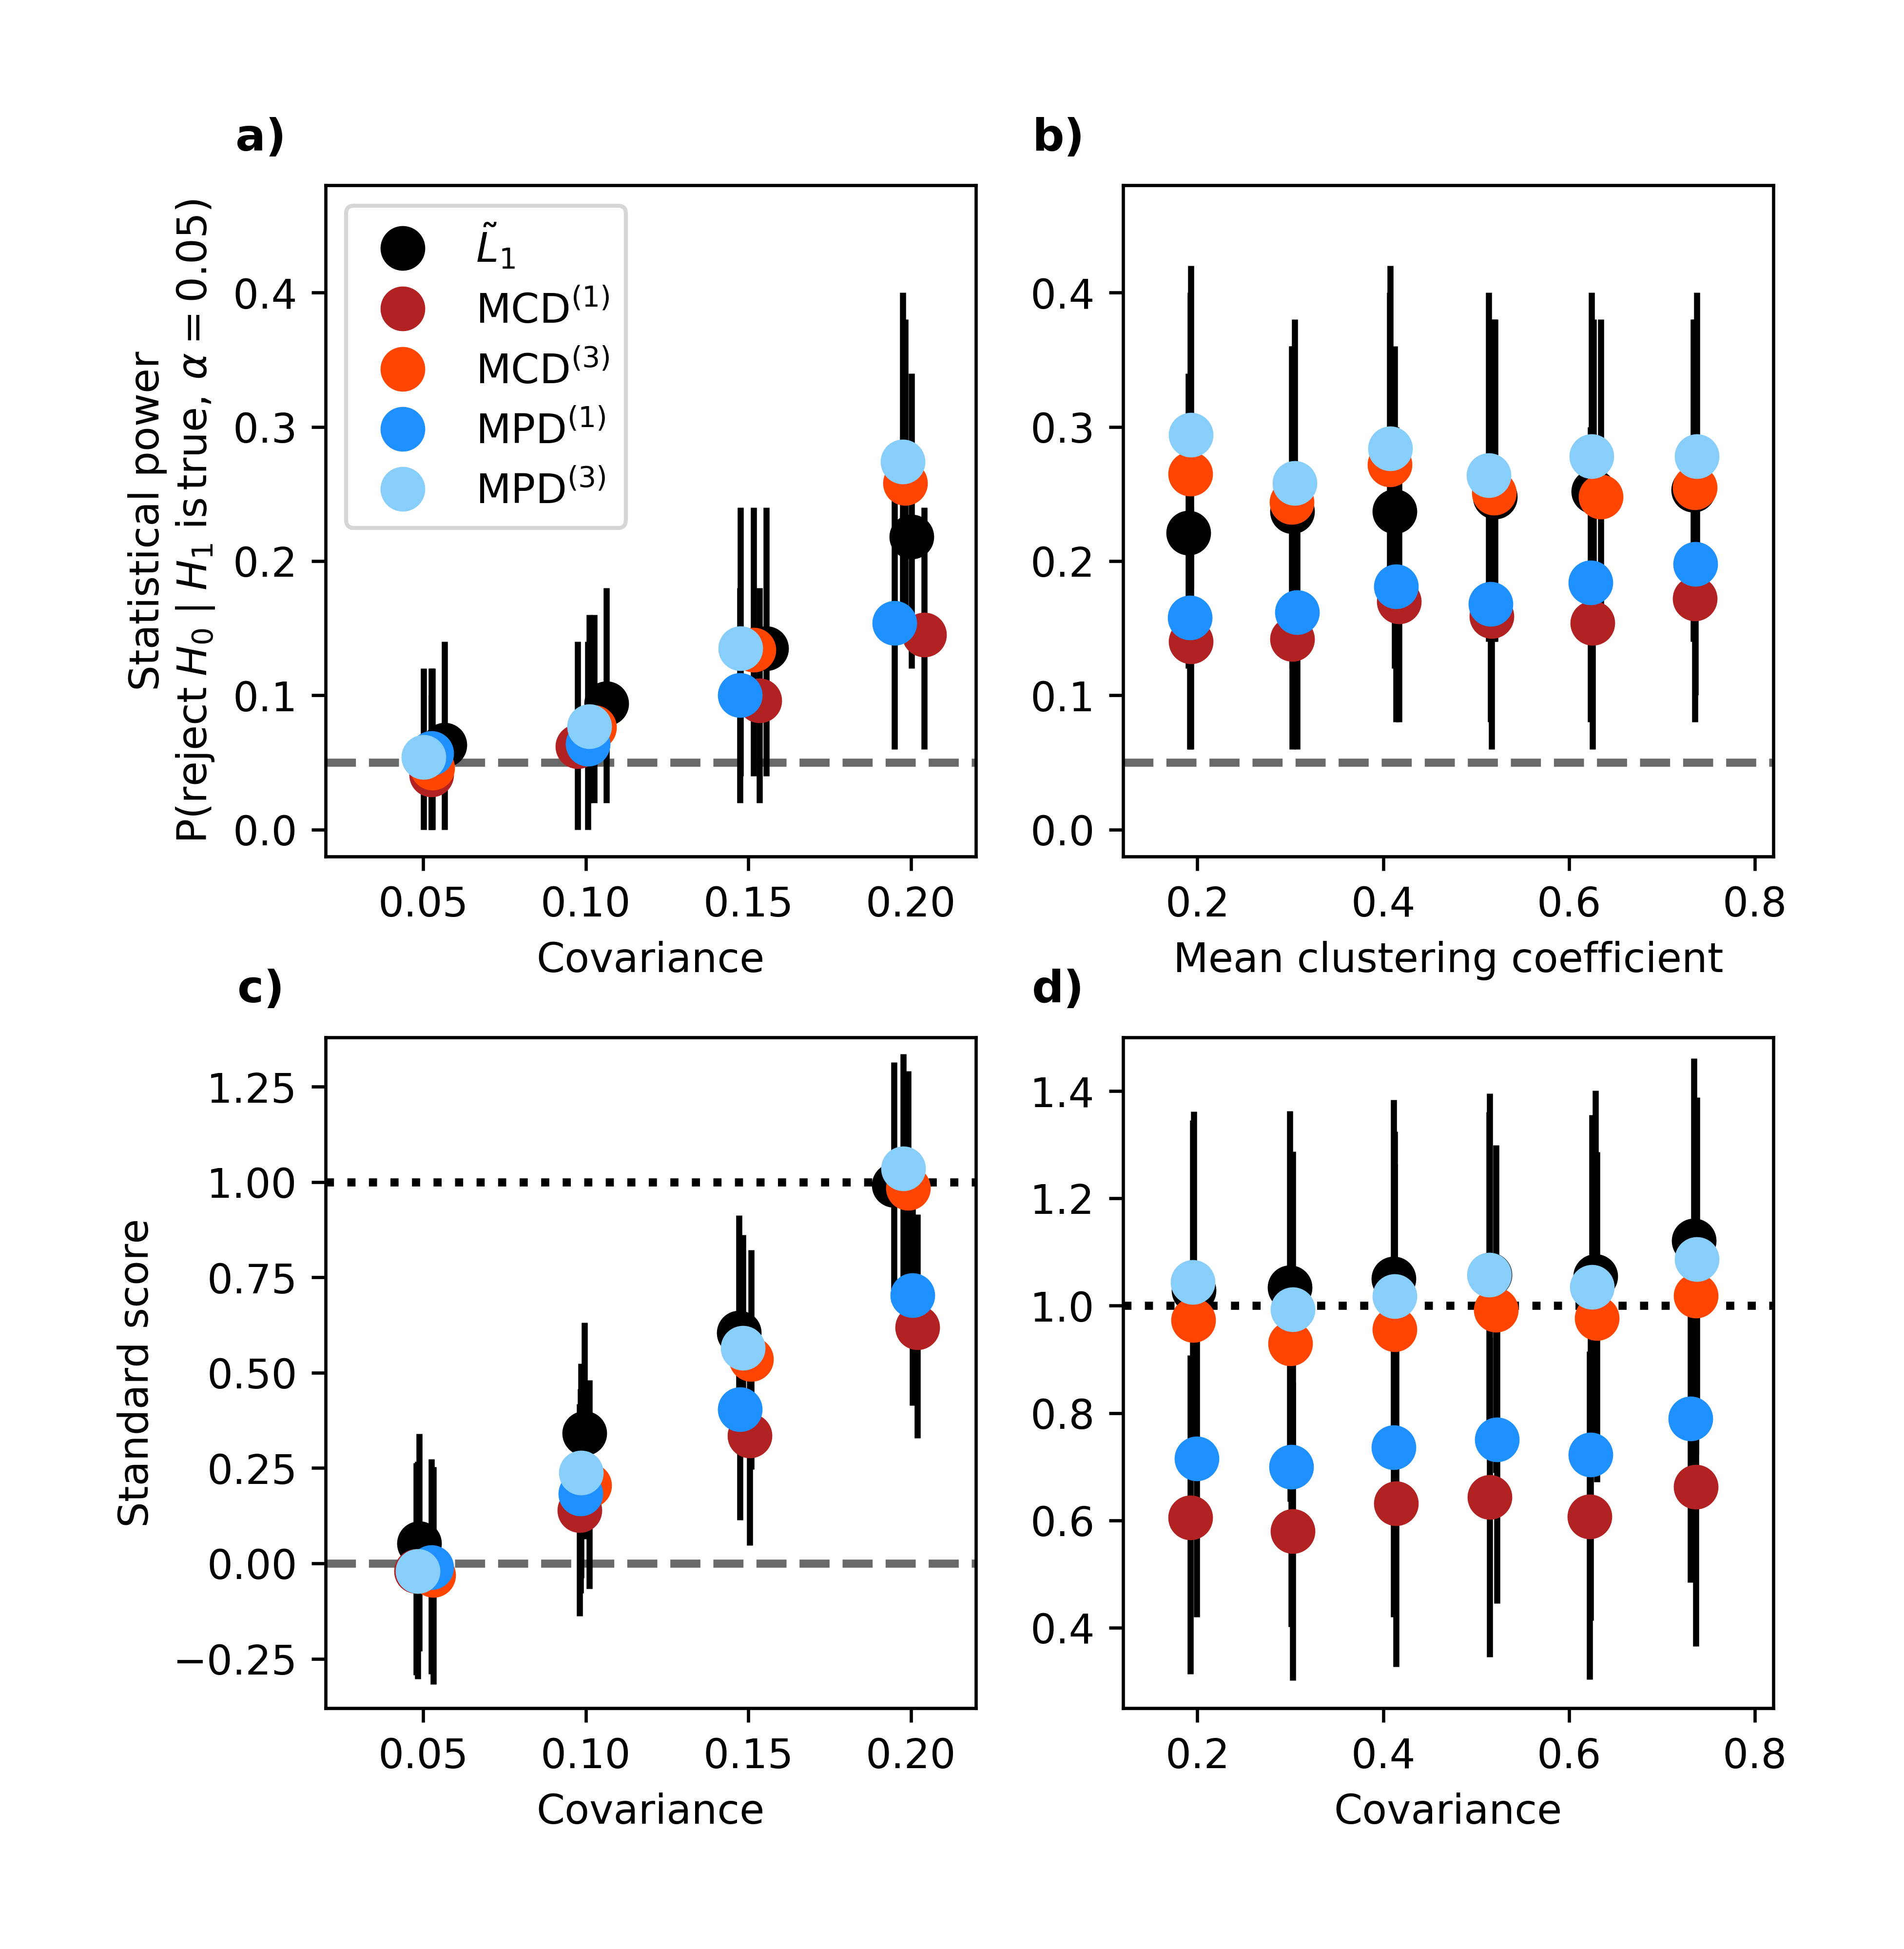 a)
Statistical power
P(reject H₀ | H₁ is true, α = 0.05)
0.4
0.3
0.2
0.1
0.0
L̃₁
MCD⁽¹⁾
MCD⁽³⁾
MPD⁽¹⁾
MPD⁽³⁾
0.05 0.10 0.15 0.20
Covariance
b)
0.4
0.3
0.2
0.1
0.0
0.2 0.4 0.6 0.8
Mean clustering coefficient
c)
Standard score
1.25
1.00
0.75
0.50
0.25
0.00
−0.25
0.05 0.10 0.15 0.20
Covariance
d)
1.4
1.2
1.0
0.8
0.6
0.4
0.2 0.4 0.6 0.8
Covariance